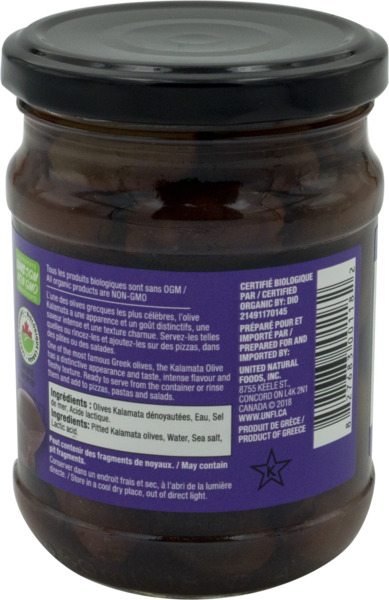 Tous les produits biologiques sont sans OGM /
All organic products are NON-GMO
L'une des olives grecques les plus célèbres, l'olive
Kalamata a une apparence et un goût distinctifs, une
saveur intense et une texture charnue. Servez-les telles
quelles ou rincez-les et ajoutez-les sur des pizzas, dans
des pâtes ou des salades.
One of the most famous Greek olives, the Kalamata Olive
has a distinctive appearance and taste, intense flavour and
fleshy texture. Ready to serve from the container or rinse
and add to pizzas, pastas and salads.
Ingrédients : Olives Kalamata dénoyautées, Eau, Sel
de mer, Acide lactique.
Ingredients: Pitted Kalamata olives, Water, Sea salt,
Lactic acid
Peut contenir des fragments de noyaux. / May contain
pit fragments.
Conserver dans un endroit frais et sec, à l'abri de la lumière
directe. / Store in a cool dry place, out of direct light.
CERTIFIÉ BIOLOGIQUE
PAR / CERTIFIED
ORGANIC BY: DIO
21491170145
PRÉPARÉ POUR ET
IMPORTÉ PAR /
PREPARED FOR AND
IMPORTED BY:
UNITED NATURAL
FOODS, INC.
8755 KEELE ST.
CONCORD ON L4K 2N1
CANADA © 2018
WWW.UNFI.CA
PRODUIT DE GRÈCE /
PRODUCT OF GREECE
K